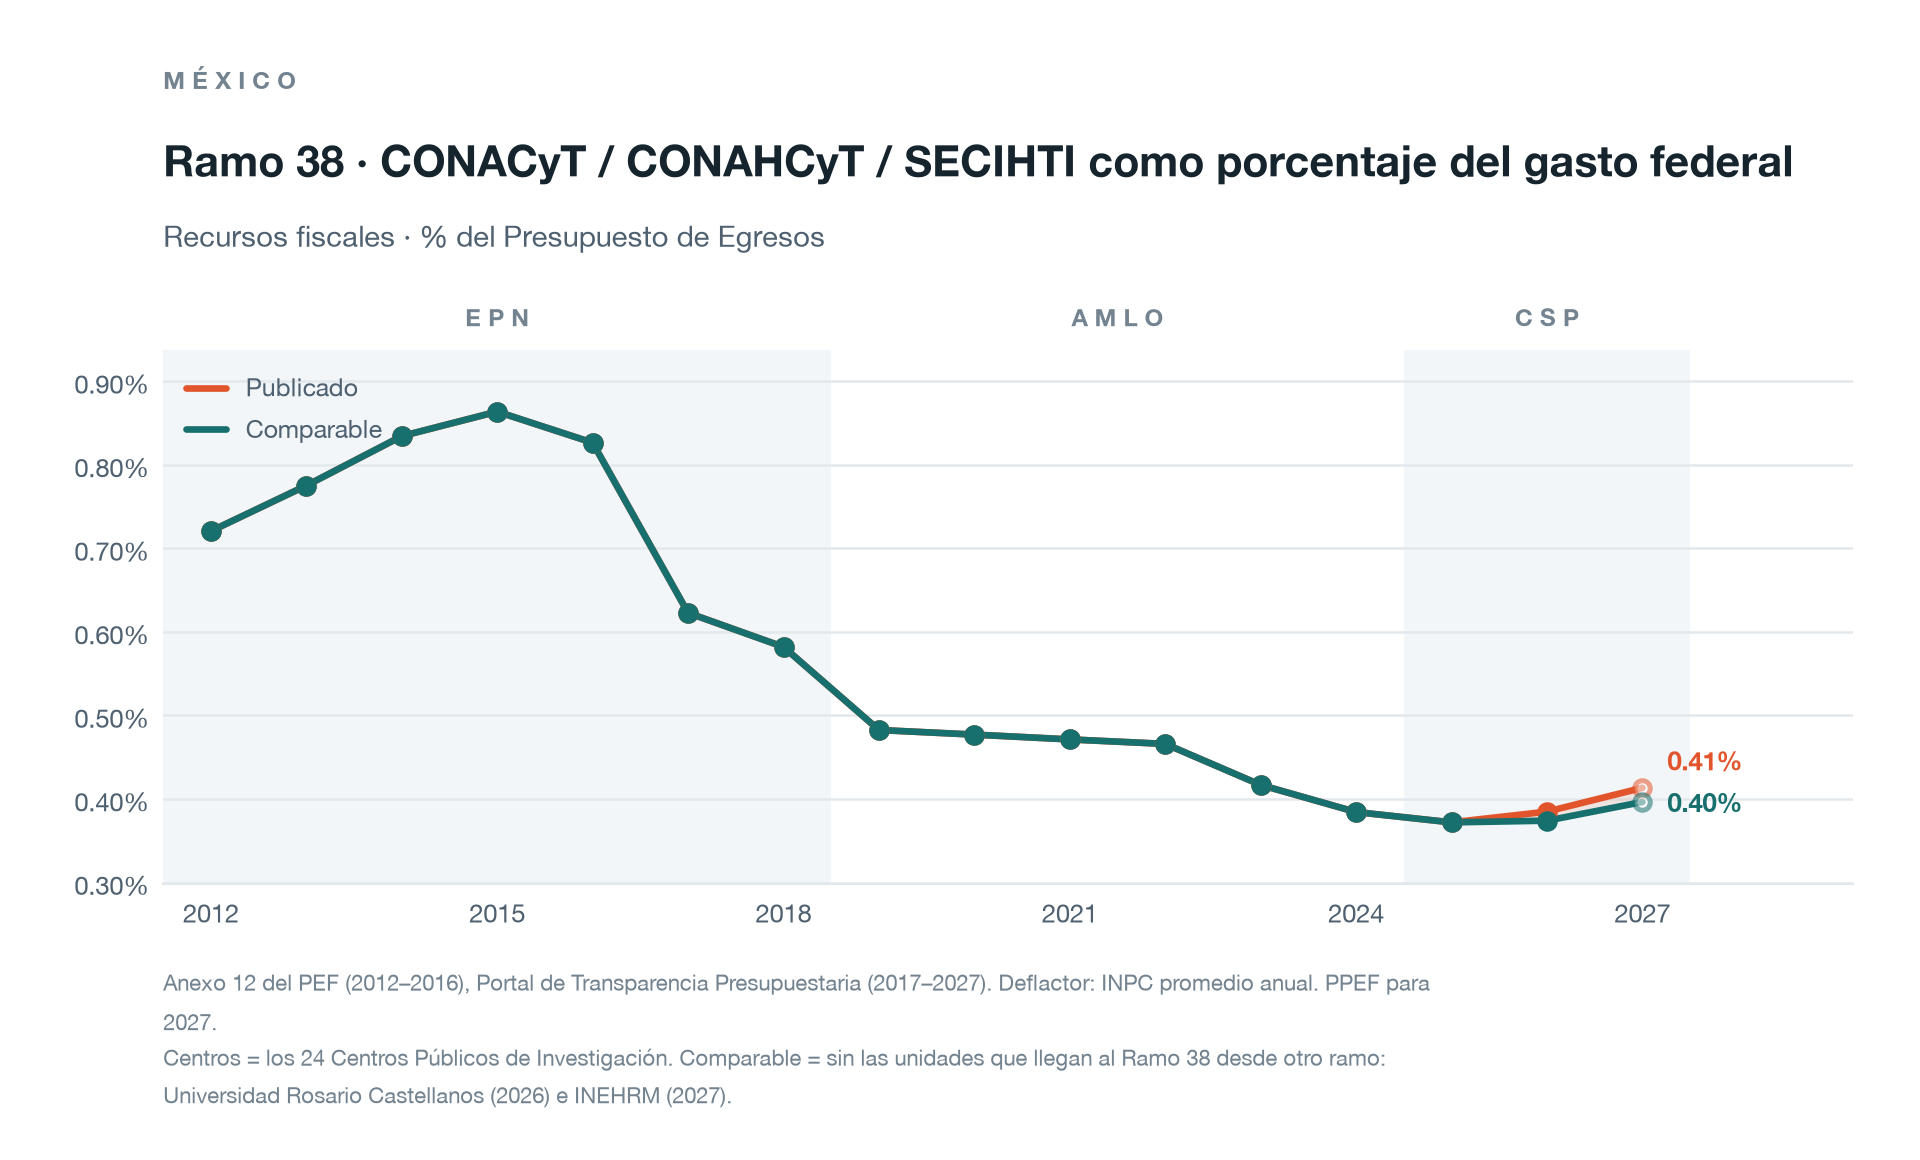 MÉXICO
Ramo 38 · CONACyT / CONAHCyT / SECIHTI como porcentaje del gasto federal
Recursos fiscales · % del Presupuesto de Egresos
EPN
AMLO
CSP
Publicado
Comparable
0.90%
0.80%
0.70%
0.60%
0.50%
0.40%
0.30%
0.41%
0.40%
2012
2015
2018
2021
2024
2027
Anexo 12 del PEF (2012–2016), Portal de Transparencia Presupuestaria (2017–2027). Deflactor: INPC promedio anual. PPEF para
2027.
Centros = los 24 Centros Públicos de Investigación. Comparable = sin las unidades que llegan al Ramo 38 desde otro ramo:
Universidad Rosario Castellanos (2026) e INEHRM (2027).